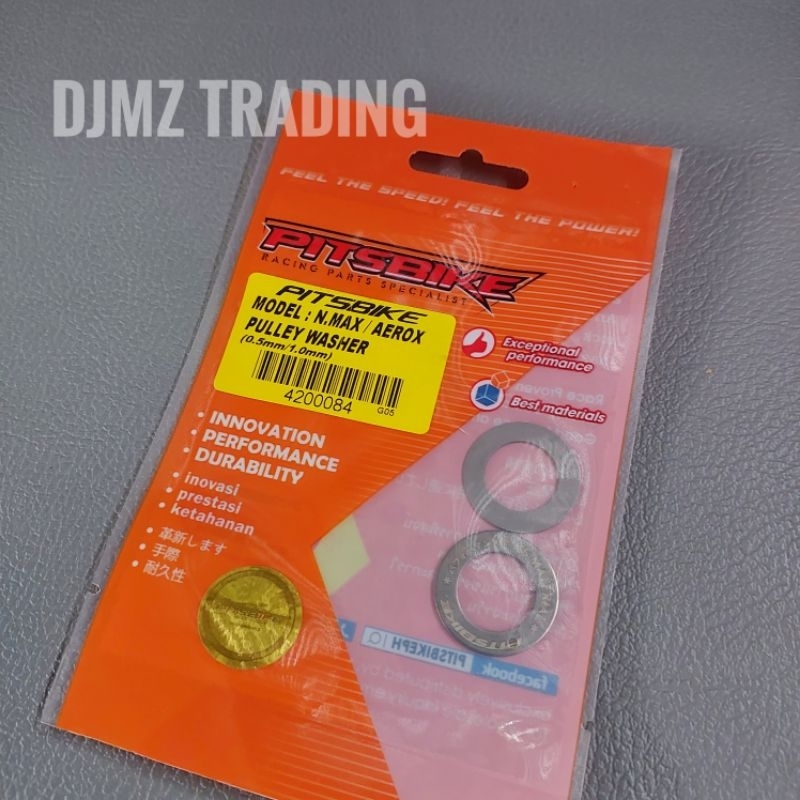 DJMZ TRADING
FEEL THE SPEED! FEEL THE POWER!
PITSBIKE
RACING PARTS SPECIALIST
PITSBIKE
MODEL : N.MAX / AEROX
PULLEY WASHER
(0.5mm/1.0mm)
4200084 G05
Exceptional
performance
Best materials
• INNOVATION
• PERFORMANCE
• DURABILITY
• inovasi
• prestasi
• ketahanan
• 革新します
• 手際
• 耐久性
PITSBIKE
PITSBIKE
PITSBIKEPH
facebook